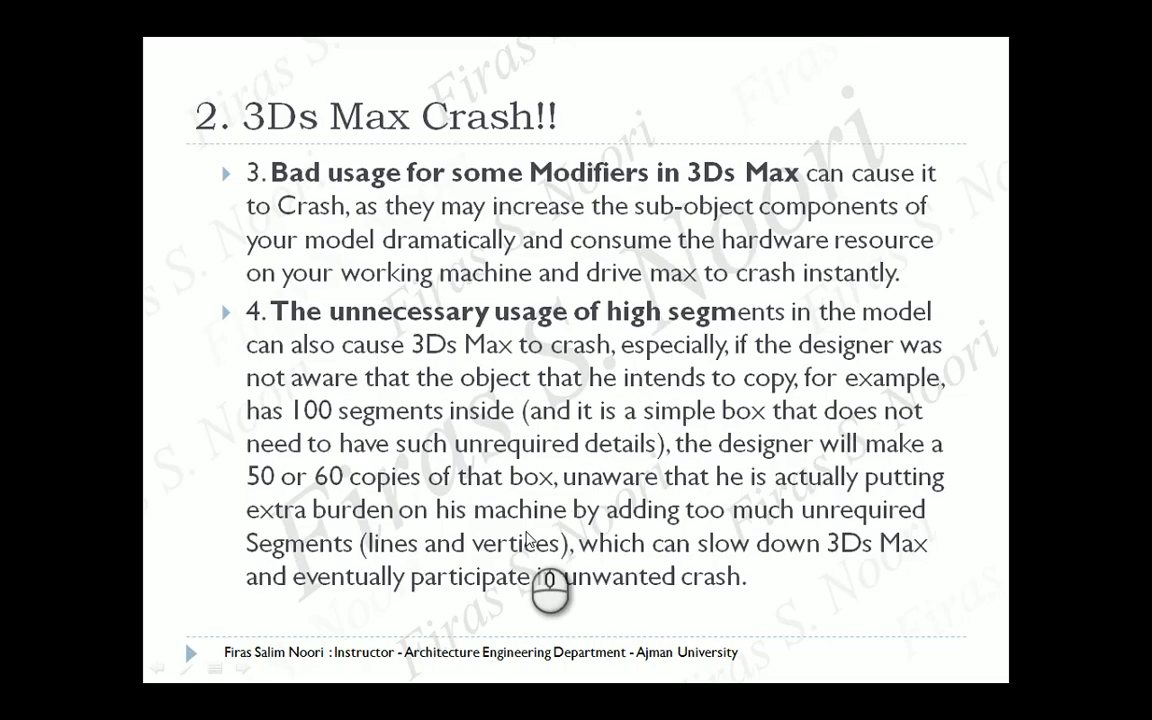 2. 3Ds Max Crash!!
3. Bad usage for some Modifiers in 3Ds Max can cause it
to Crash, as they may increase the sub-object components of
your model dramatically and consume the hardware resource
on your working machine and drive max to crash instantly.
4. The unnecessary usage of high segments in the model
can also cause 3Ds Max to crash, especially, if the designer was
not aware that the object that he intends to copy, for example,
has 100 segments inside (and it is a simple box that does not
need to have such unrequired details), the designer will make a
50 or 60 copies of that box, unaware that he is actually putting
extra burden on his machine by adding too much unrequired
Segments (lines and vertices), which can slow down 3Ds Max
and eventually participate unwanted crash.
Firas Salim Noori : Instructor - Architecture Engineering Department - Ajman University
Firas S. Noori